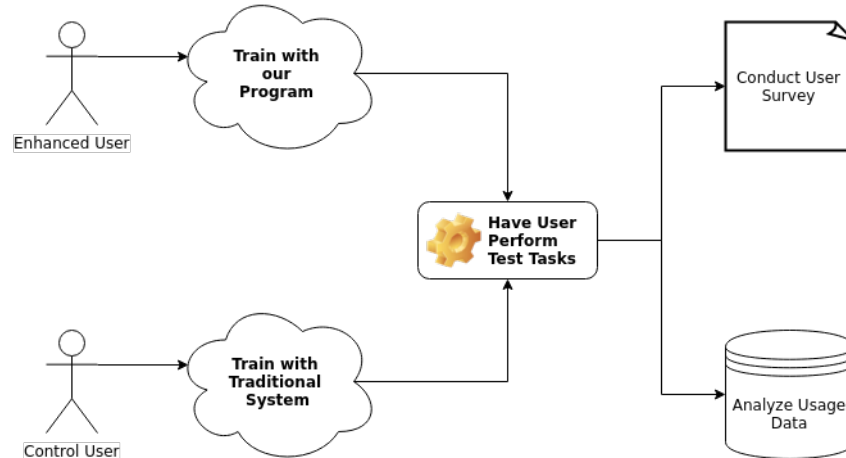 Train with
our
Program
Enhanced User
Conduct User
Survey
Have User
Perform
Test Tasks
Train with
Traditional
System
Control User
Analyze Usage
Data